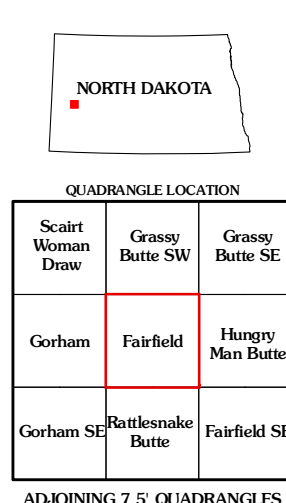 NORTH DAKOTA
QUADRANGLE LOCATION
Scairt
Woman
Draw
Grassy
Butte SW
Grassy
Butte SE
Gorham
Fairfield
Hungry
Man Butte
Gorham SE
Rattlesnake
Butte
Fairfield SE
ADJOINING 7.5' QUADRANGLES